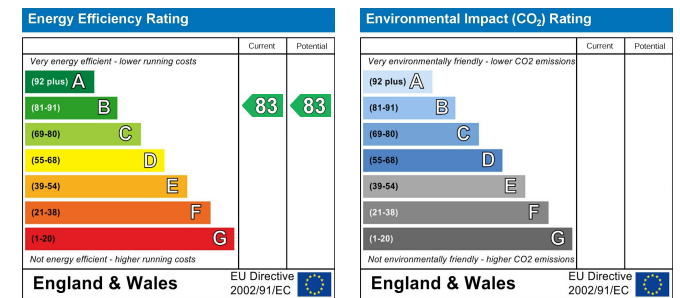 Energy Efficiency Rating
Current Potential
Very energy efficient - lower running costs
(92 plus) A
(81-91) B 83 83
(69-80) C
(55-68) D
(39-54) E
(21-38) F
(1-20) G
Not energy efficient - higher running costs
England & Wales
EU Directive
2002/91/EC
Environmental Impact (CO₂) Rating
Current Potential
Very environmentally friendly - lower CO2 emissions
(92 plus) A
(81-91) B
(69-80) C
(55-68) D
(39-54) E
(21-38) F
(1-20) G
Not environmentally friendly - higher CO2 emissions
England & Wales
EU Directive
2002/91/EC